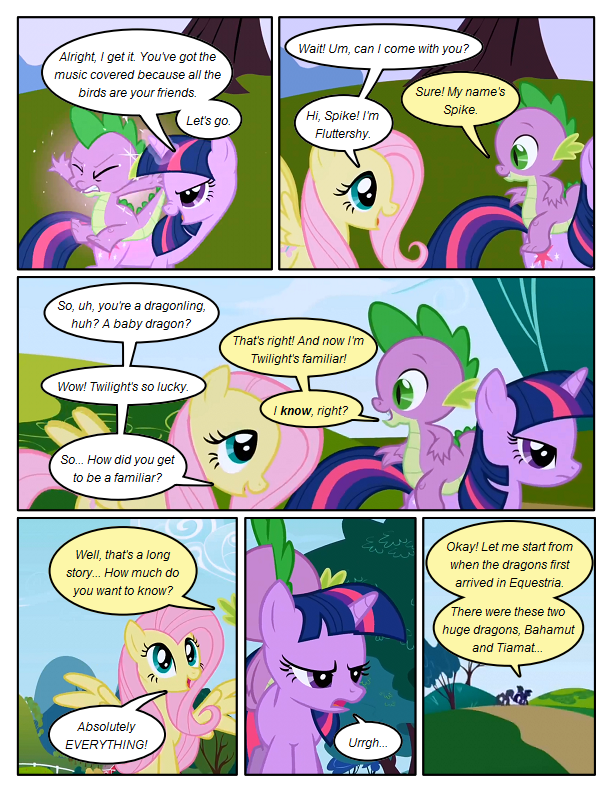 Alright, I get it. You've got the
music covered because all the
birds are your friends.
Let's go.
Wait! Um, can I come with you?
Hi, Spike! I'm
Fluttershy.
Sure! My name's
Spike.
So, uh, you're a dragonling,
huh? A baby dragon?
That's right! And now I'm
Twilight's familiar!
Wow! Twilight's so lucky.
I know, right?
So... How did you get
to be a familiar?
Well, that's a long
story... How much do
you want to know?
Absolutely
EVERYTHING!
Urrgh...
Okay! Let me start from
when the dragons first
arrived in Equestria.
There were these two
huge dragons, Bahamut
and Tiamat...